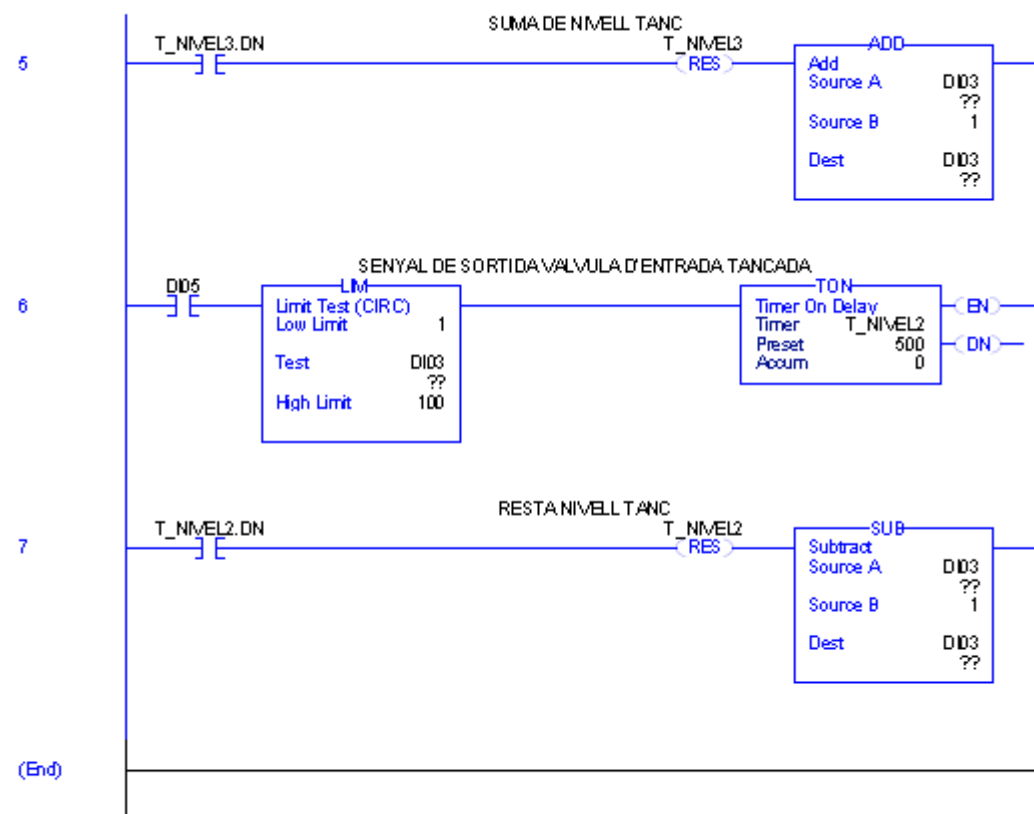 SUMA DE NIVELL TANC
5
T_NIVEL3.DN
T_NIVEL3
RES
ADD
Add
Source A DI03
??
Source B 1
Dest DI03
??
SENYAL DE SORTIDA VALVULA D'ENTRADA TANCADA
6
DI05
LIM
Limit Test (CIRC)
Low Limit 1
Test DI03
??
High Limit 100
TON
Timer On Delay
Timer T_NIVEL2
Preset 500
Accum 0
EN
DN
RESTA NIVELL TANC
7
T_NIVEL2.DN
T_NIVEL2
RES
SUB
Subtract
Source A DI03
??
Source B 1
Dest DI03
??
(End)